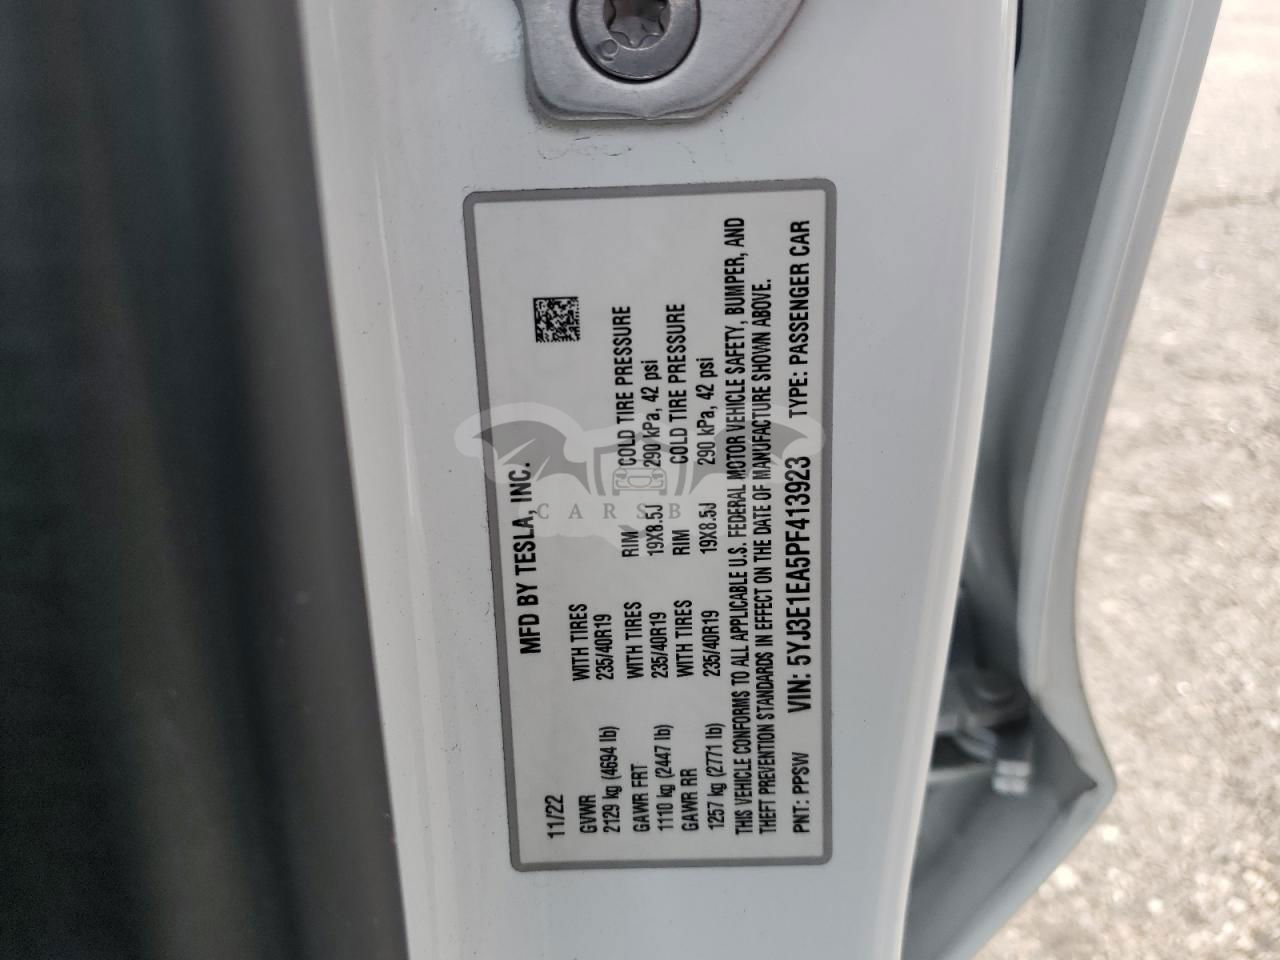 MFD BY TESLA, INC.
11/22
GVWR WITH TIRES RIM COLD TIRE PRESSURE
2129 kg (4694 lb) 235/40R19 19X8.5J 290 kPa, 42 psi
GAWR FRT WITH TIRES RIM COLD TIRE PRESSURE
1110 kg (2447 lb) 235/40R19 19X8.5J 290 kPa, 42 psi
GAWR RR WITH TIRES
1257 kg (2771 lb) 235/40R19
THIS VEHICLE CONFORMS TO ALL APPLICABLE U.S. FEDERAL MOTOR VEHICLE SAFETY, BUMPER, AND
THEFT PREVENTION STANDARDS IN EFFECT ON THE DATE OF MANUFACTURE SHOWN ABOVE.
PNT: PPSW VIN: 5YJ3E1EA5PF413923 TYPE: PASSENGER CAR
CARSB